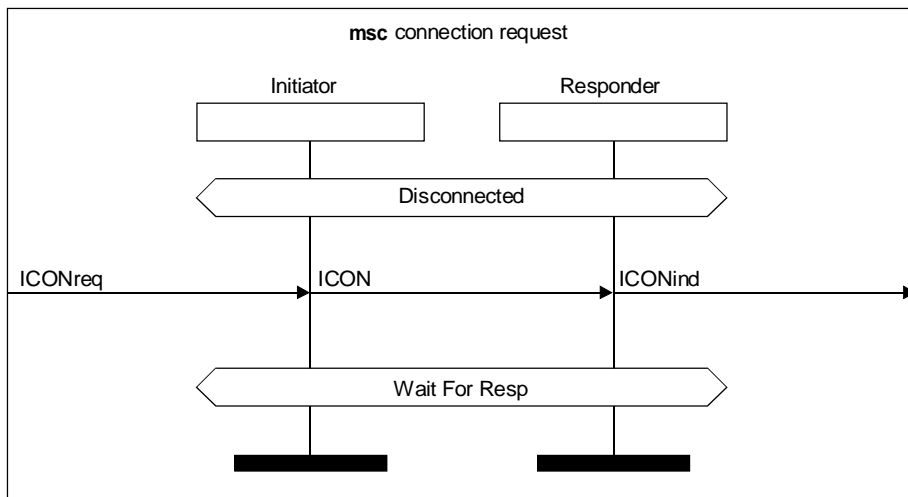 msc connection request
Initiator
Responder
Disconnected
ICONreq
ICON
ICONind
Wait For Resp